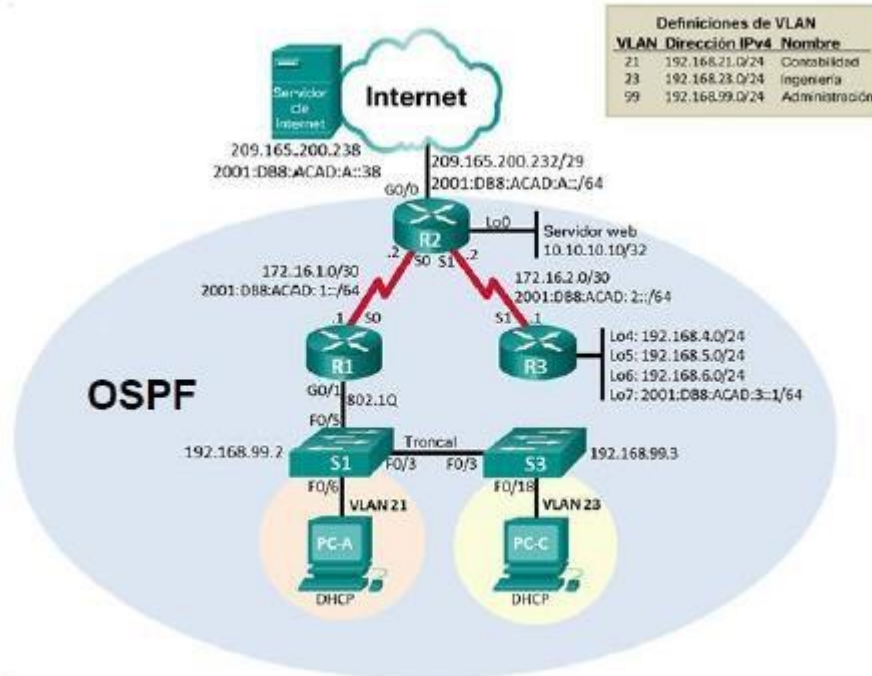 Definiciones de VLAN
VLAN Dirección IPv4 Nombre
21 192.168.21.0/24 Contabilidad
23 192.168.23.0/24 Ingeniería
99 192.168.99.0/24 Administración
Servidor de Internet
Internet
209.165.200.238
2001:DB8:ACAD:A::38
209.165.200.232/29
2001:DB8:ACAD:A::/64
G0/0
R2
Lo0
Servidor web
10.10.10.10/32
.2
S0
S1
.2
172.16.1.0/30
2001:DB8:ACAD:1::/64
172.16.2.0/30
2001:DB8:ACAD:2::/64
.1
S0
S1
.1
R1
R3
Lo4: 192.168.4.0/24
Lo5: 192.168.5.0/24
Lo6: 192.168.6.0/24
Lo7: 2001:DB8:ACAD:3::1/64
OSPF
G0/1
802.1Q
F0/5
192.168.99.2
S1
Troncal
F0/3
F0/3
S3
192.168.99.3
F0/6
VLAN 21
F0/18
VLAN 23
PC-A
PC-C
DHCP
DHCP